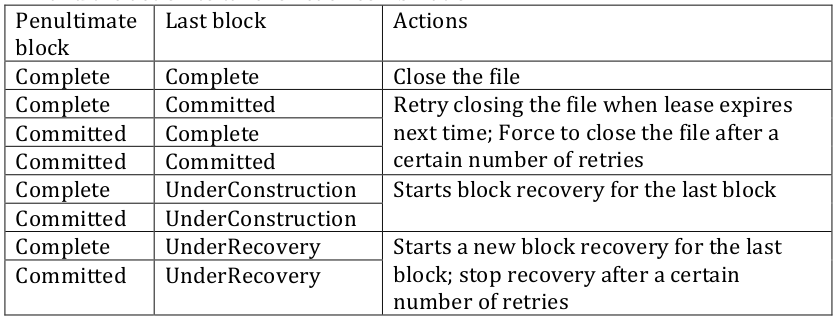 Penultimate block Last block Actions
Complete Complete Close the file
Complete Committed Retry closing the file when lease expires
Committed Complete next time; Force to close the file after a
Committed Committed certain number of retries
Complete UnderConstruction Starts block recovery for the last block
Committed UnderConstruction
Complete UnderRecovery Starts a new block recovery for the last
Committed UnderRecovery block; stop recovery after a certain
number of retries